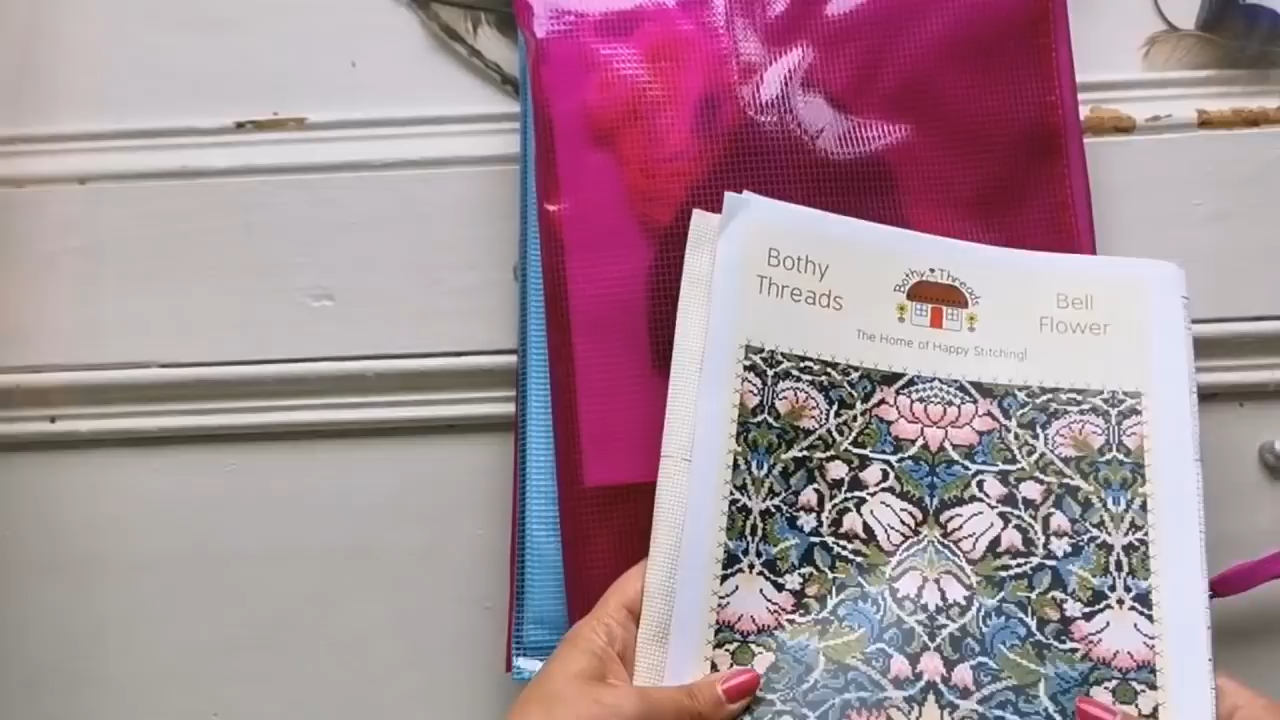 Bothy
Threads
Bothy Threads
Bell
Flower
The Home of Happy Stitching!